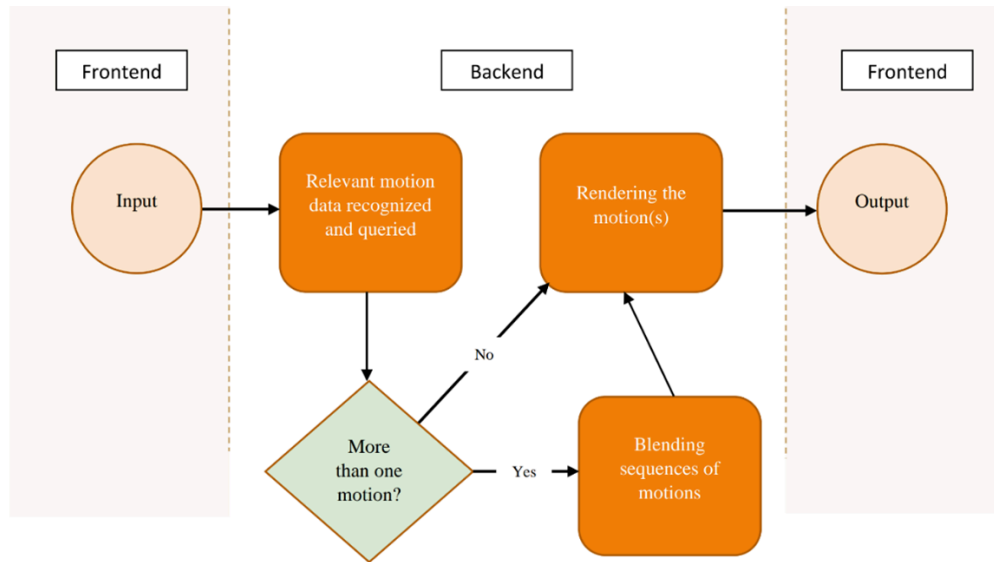 Frontend
Backend
Frontend
Input
Relevant motion
data recognized
and queried
Rendering the
motion(s)
Output
No
More
than one
motion?
Yes
Blending
sequences of
motions